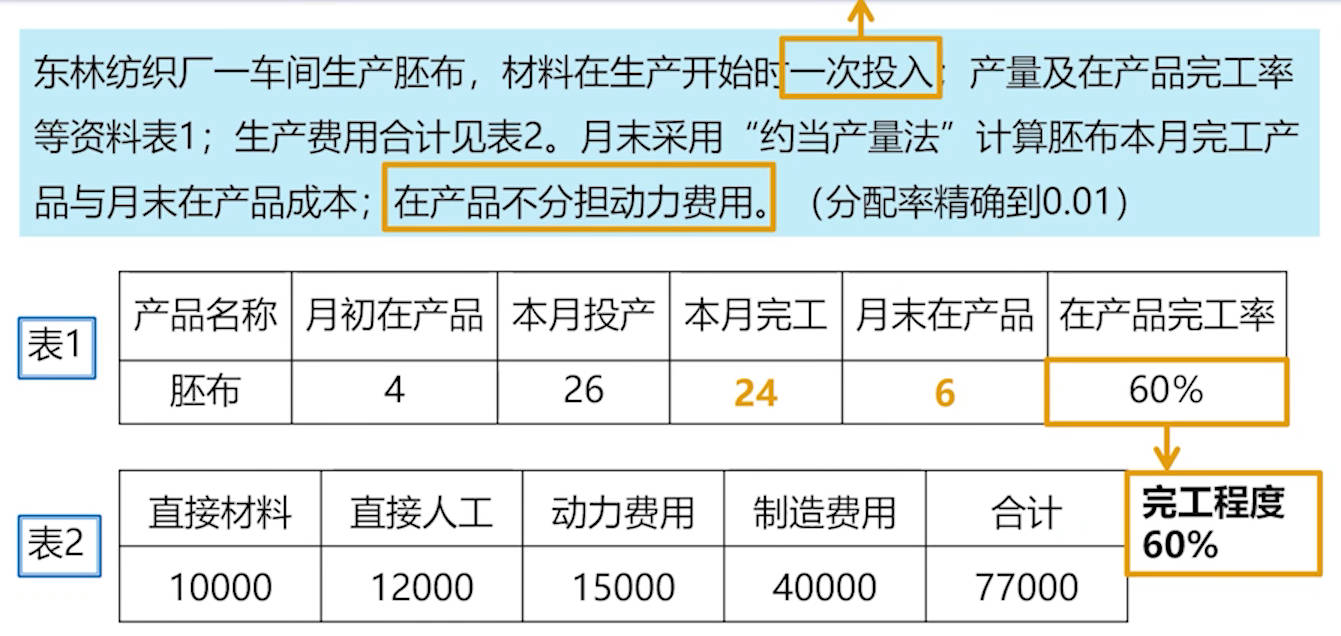 东林纺织厂一车间生产胚布，材料在生产开始时一次投入；产量及在产品完工率
等资料表1；生产费用合计见表2。月末采用“约当产量法”计算胚布本月完工产
品与月末在产品成本；在产品不分担动力费用。（分配率精确到0.01）
表1
产品名称 月初在产品 本月投产 本月完工 月末在产品 在产品完工率
胚布 4 26 24 6 60%
表2
直接材料 直接人工 动力费用 制造费用 合计
10000 12000 15000 40000 77000
完工程度
60%